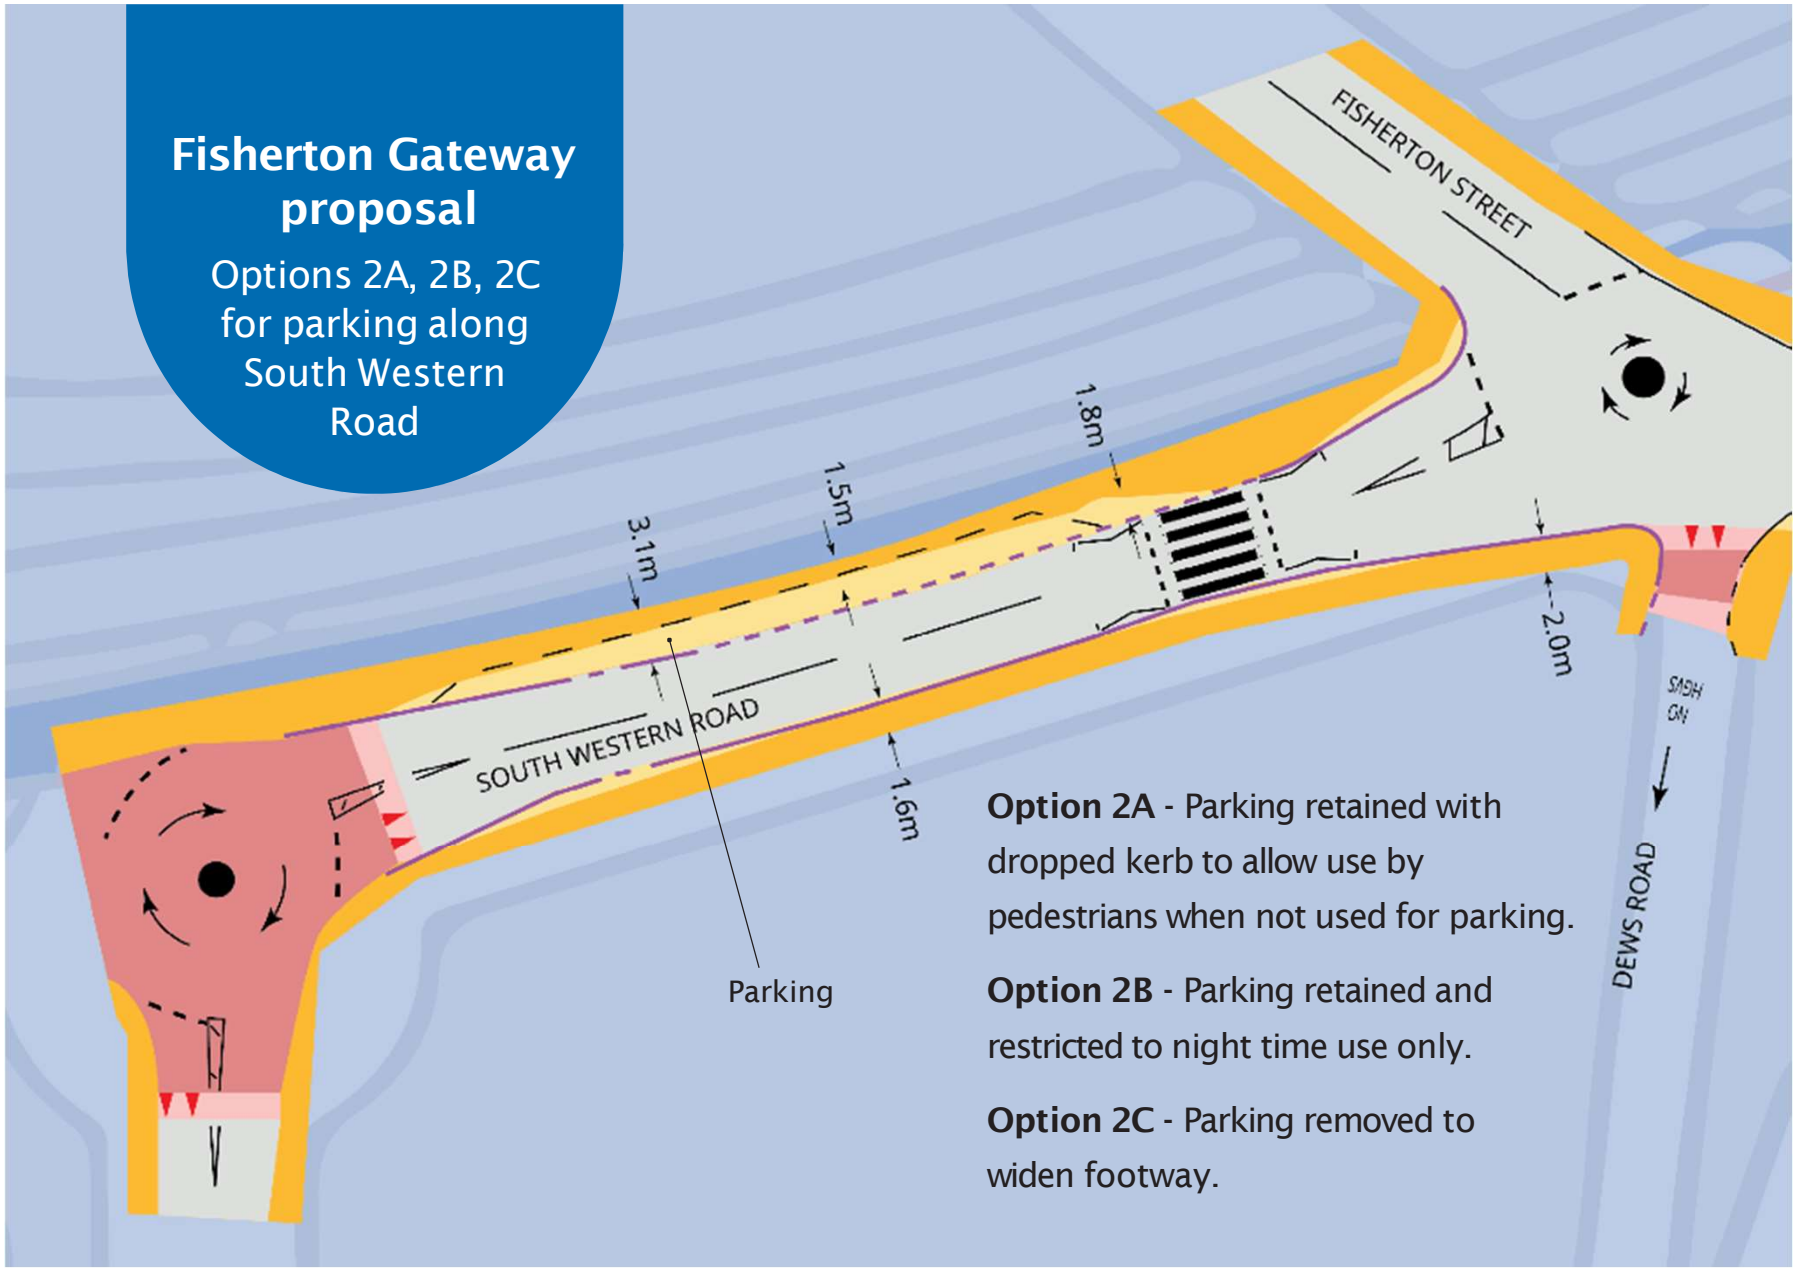 Fisherton Gateway
proposal
Options 2A, 2B, 2C
for parking along
South Western
Road
FISHERTON STREET
1.8m
1.5m
3.1m
2.0m
SOUTH WESTERN ROAD
1.6m
NO
HGVS
DEWS ROAD
Parking
Option 2A - Parking retained with
dropped kerb to allow use by
pedestrians when not used for parking.
Option 2B - Parking retained and
restricted to night time use only.
Option 2C - Parking removed to
widen footway.